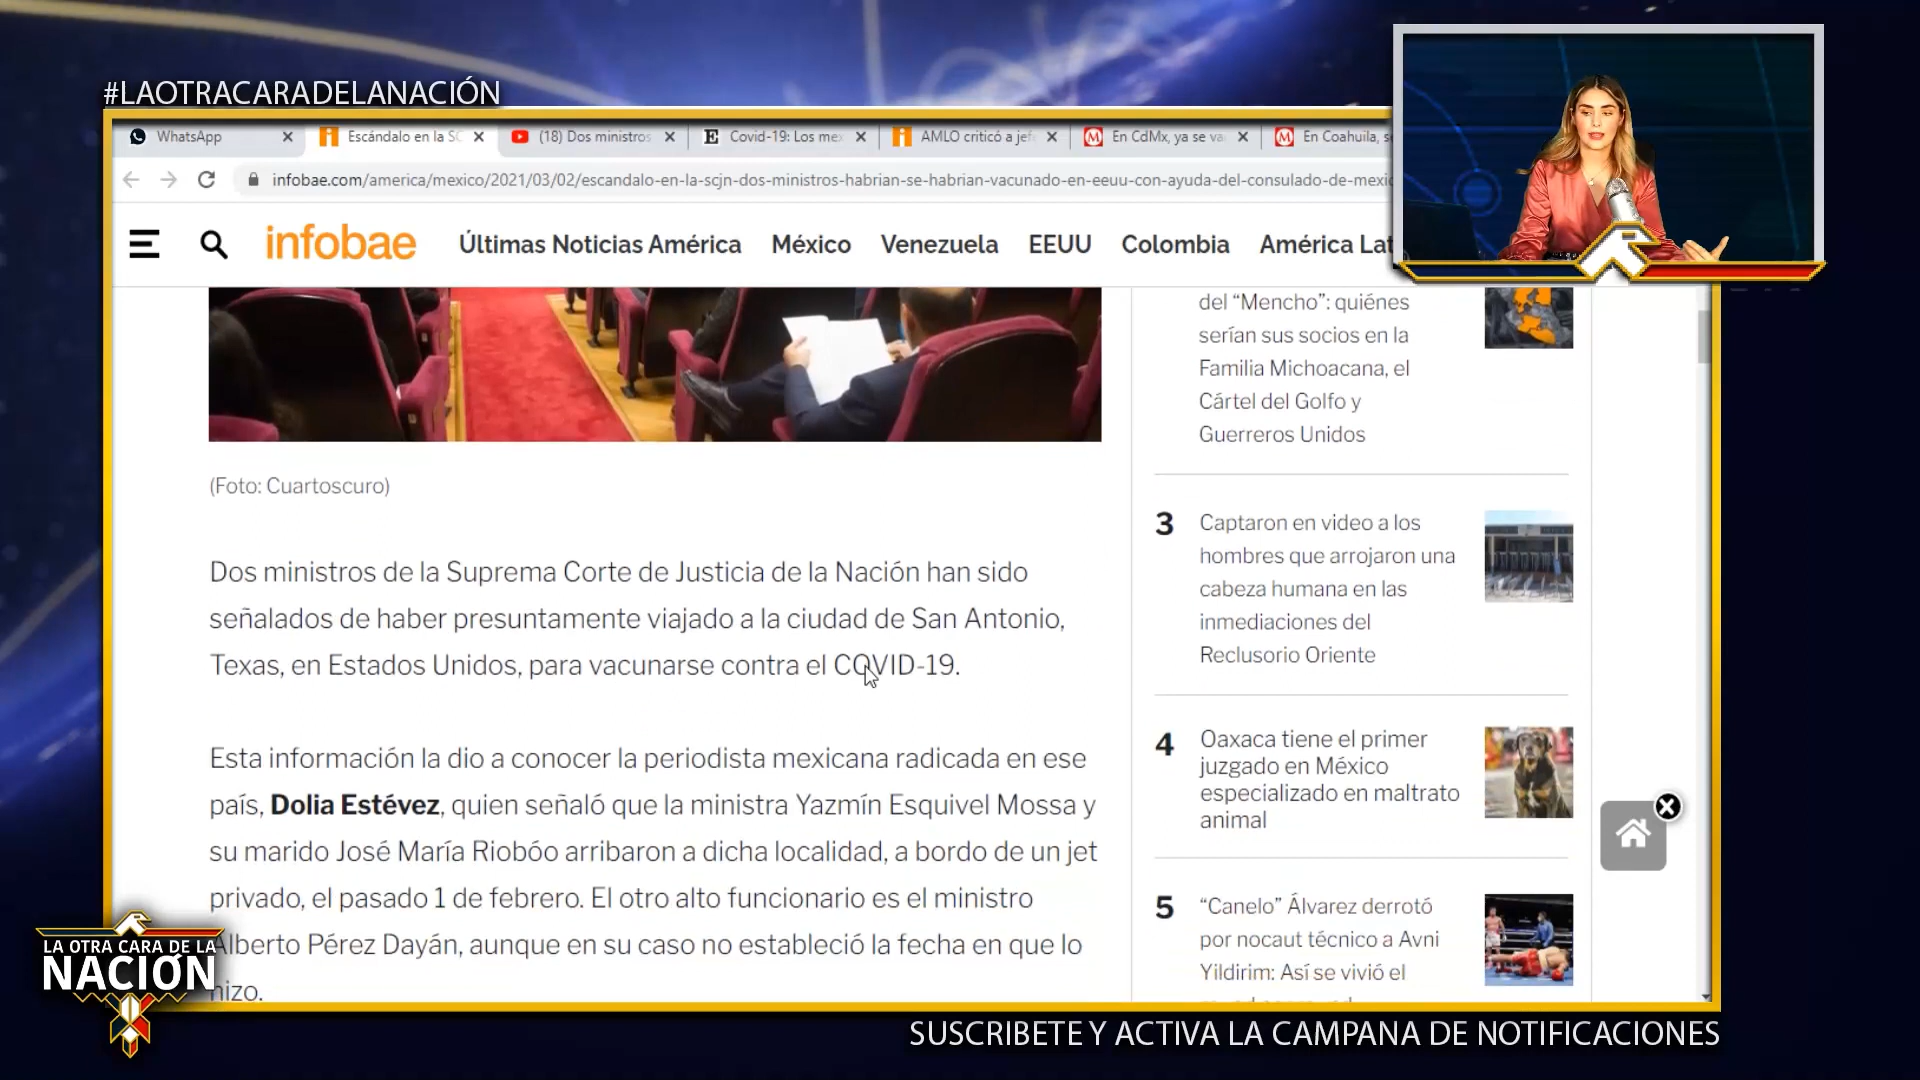 #LAOTRACARADELANACIÓN
WhatsApp
Escándalo en la SC
(18) Dos ministros
Covid-19: Los me
AMLO criticó a jef
En CdMx, ya se va
En Coahuila, s
infobae.com/america/mexico/2021/03/02/escandalo-en-la-scjn-dos-ministros-habrian-se-habrian-vacunado-en-eeuu-con-ayuda-del-consulado-de-mexic
infobae
Últimas Noticias América
México
Venezuela
EEUU
Colombia
América Lat
(Foto: Cuartoscuro)
Dos ministros de la Suprema Corte de Justicia de la Nación han sido
señalados de haber presuntamente viajado a la ciudad de San Antonio,
Texas, en Estados Unidos, para vacunarse contra el COVID-19.
Esta información la dio a conocer la periodista mexicana radicada en ese
país, Dolia Estévez, quien señaló que la ministra Yazmín Esquivel Mossa y
su marido José María Riobóo arribaron a dicha localidad, a bordo de un jet
privado, el pasado 1 de febrero. El otro alto funcionario es el ministro
Alberto Pérez Dayán, aunque en su caso no estableció la fecha en que lo
hizo.
del “Mencho”: quiénes
serían sus socios en la
Familia Michoacana, el
Cártel del Golfo y
Guerreros Unidos
3
Captaron en video a los
hombres que arrojaron una
cabeza humana en las
inmediaciones del
Reclusorio Oriente
4
Oaxaca tiene el primer
juzgado en México
especializado en maltrato
animal
5
“Canelo” Álvarez derrotó
por nocaut técnico a Avni
Yildirim: Así se vivió el
LA OTRA CARA DE LA
NACIÓN
SUSCRIBETE Y ACTIVA LA CAMPANA DE NOTIFICACIONES